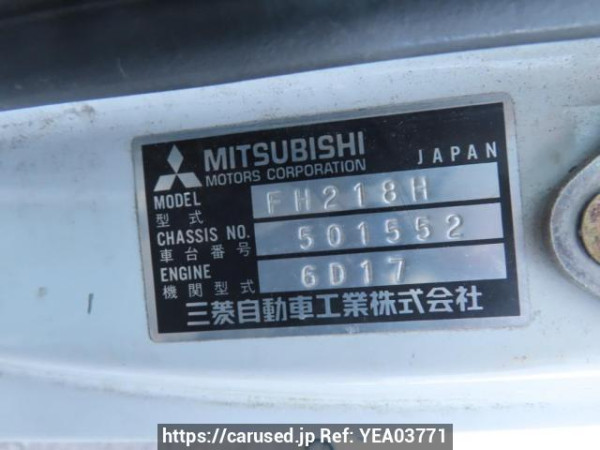 MITSUBISHI
MOTORS CORPORATION JAPAN
MODEL FH218H
型式
CHASSIS NO. 501552
車台番号
ENGINE 6D17
機関型式
三菱自動車工業株式会社
https://carused.jp Ref: YEA03771